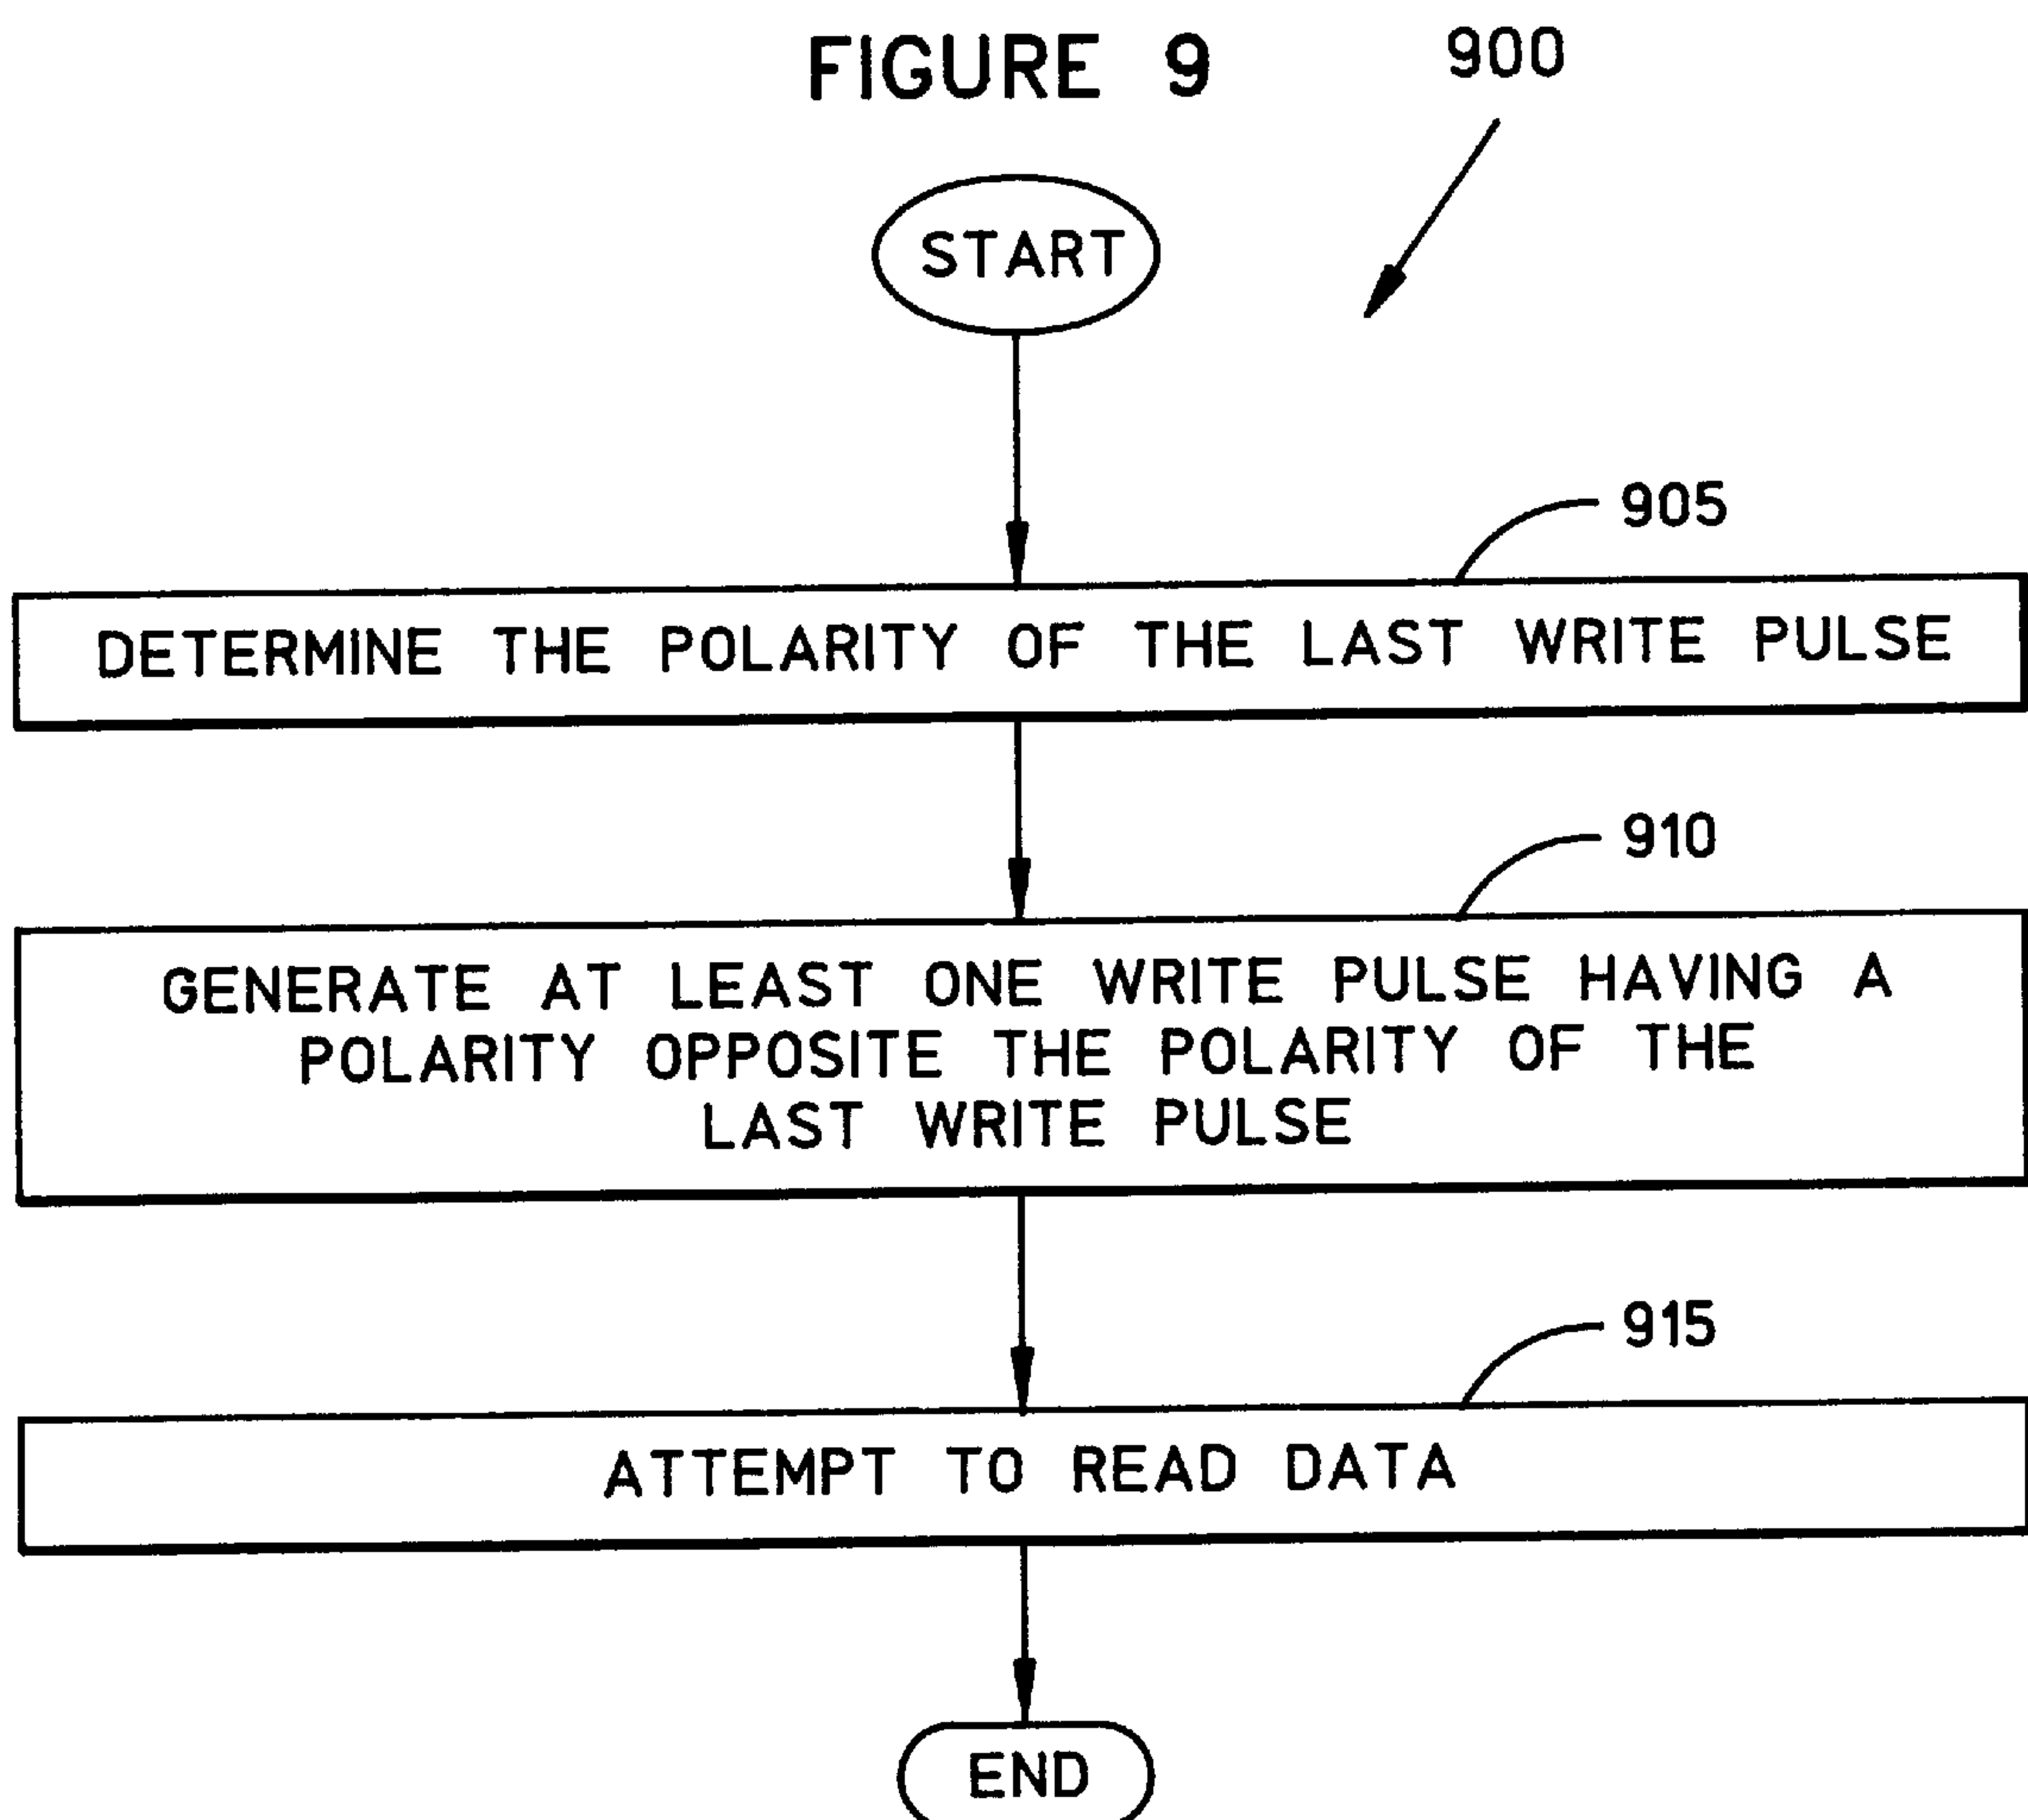 FIGURE 9
900
START
905
DETERMINE THE POLARITY OF THE LAST WRITE PULSE
910
GENERATE AT LEAST ONE WRITE PULSE HAVING A
POLARITY OPPOSITE THE POLARITY OF THE
LAST WRITE PULSE
915
ATTEMPT TO READ DATA
END